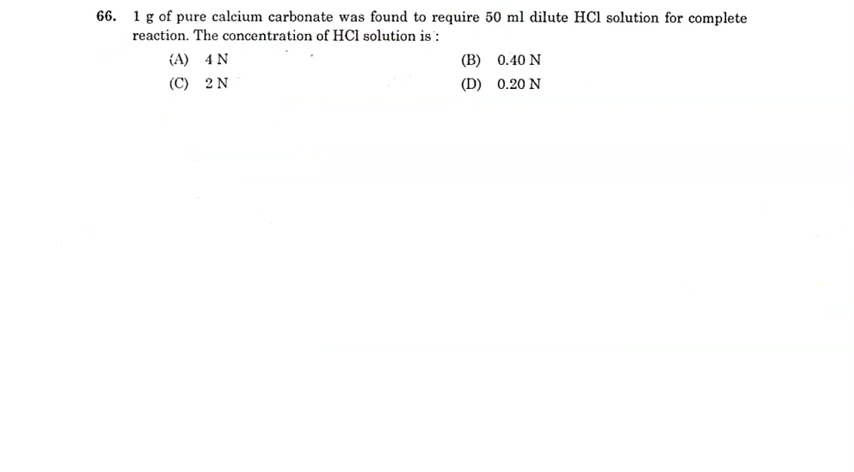 66. 1 g of pure calcium carbonate was found to require 50 ml dilute HCl solution for complete
reaction. The concentration of HCl solution is :
(A) 4 N (B) 0.40 N
(C) 2 N (D) 0.20 N